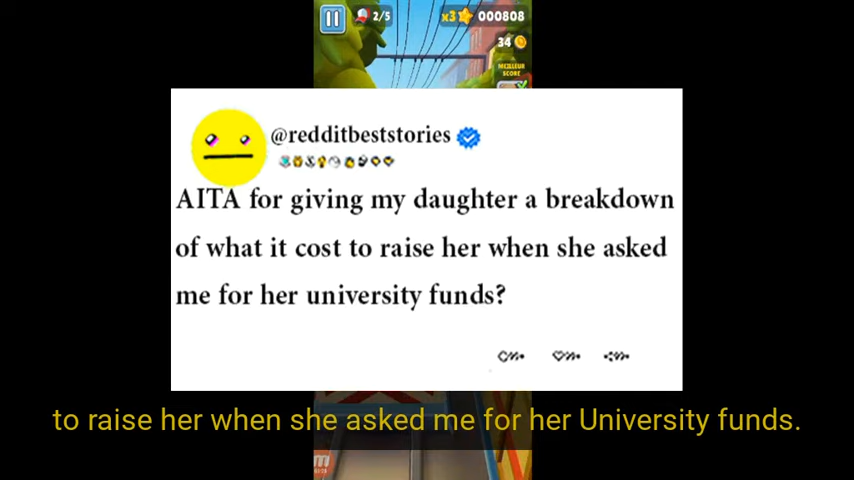 2/5
x3 000808
34
MEILLEUR
SCORE
@redditbeststories
AITA for giving my daughter a breakdown
of what it cost to raise her when she asked
me for her university funds?
to raise her when she asked me for her University funds.